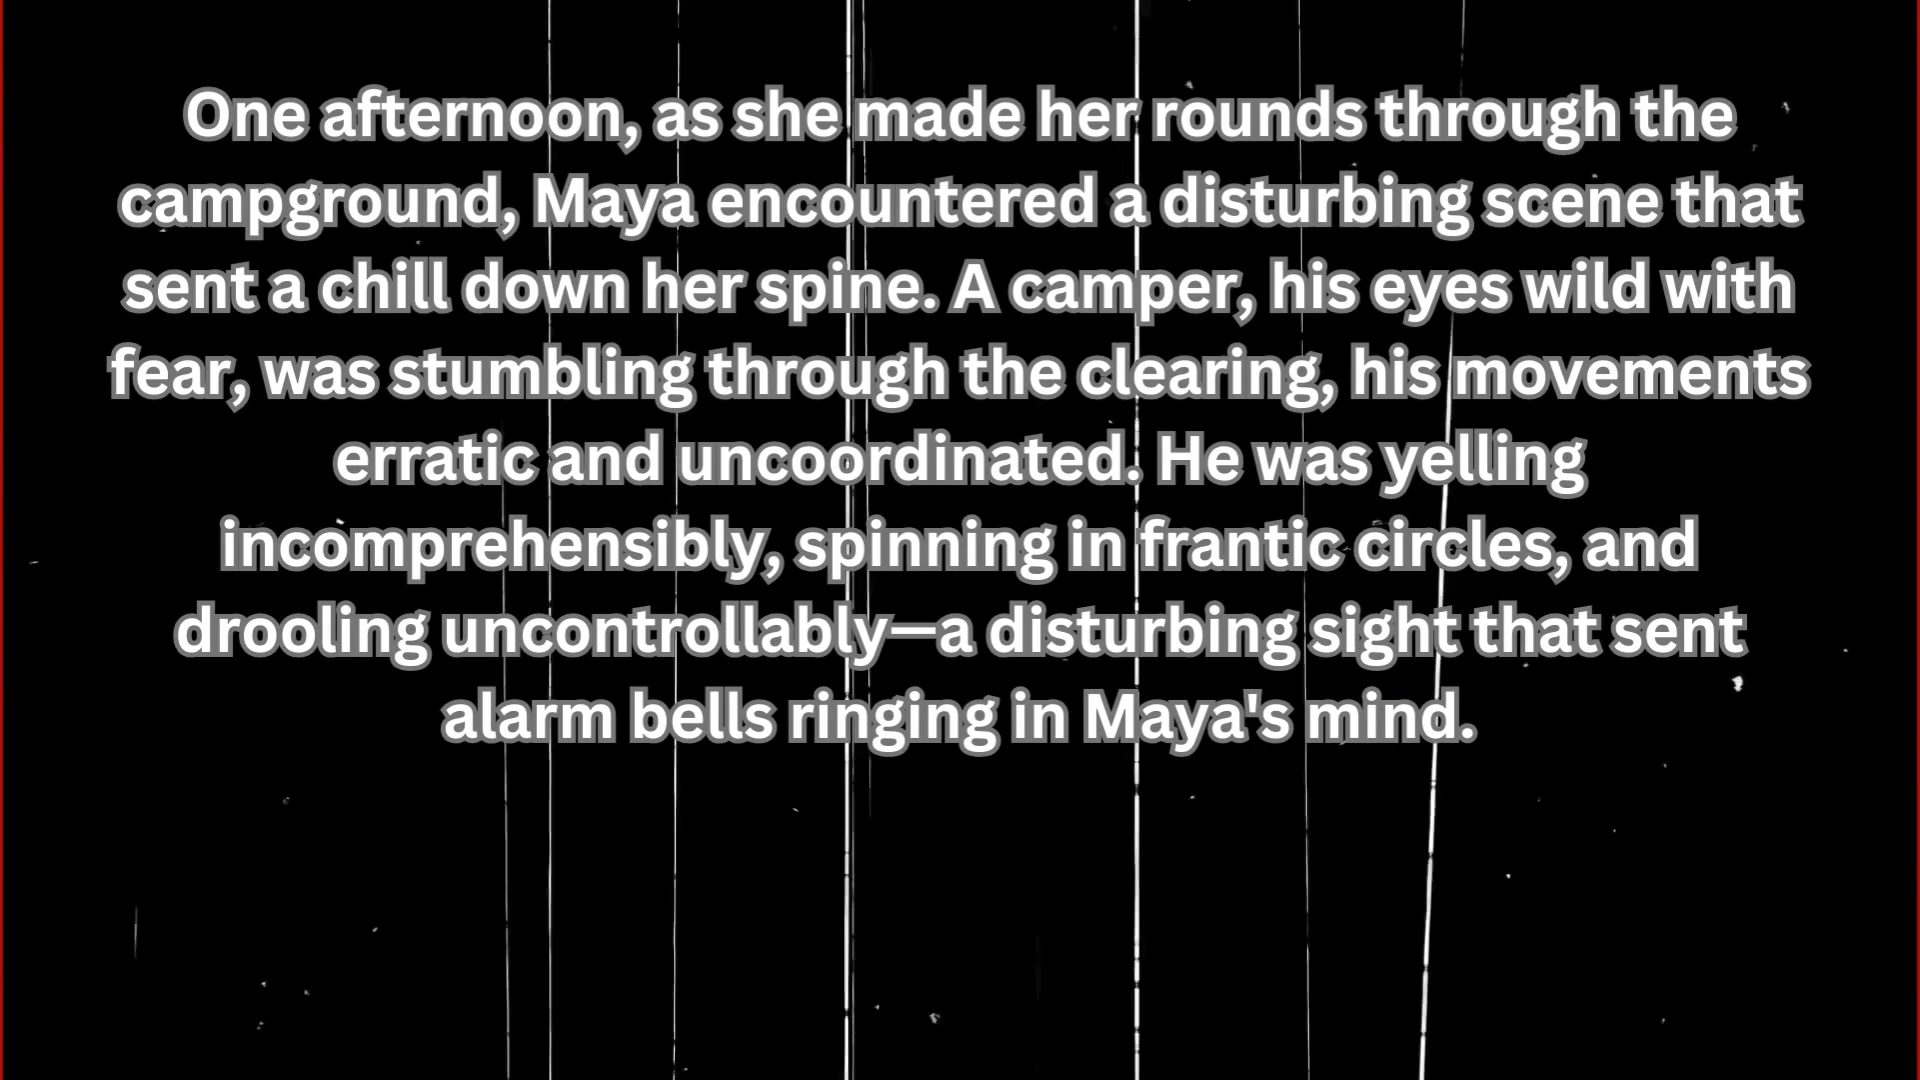 One afternoon, as she made her rounds through the
campground, Maya encountered a disturbing scene that
sent a chill down her spine. A camper, his eyes wild with
fear, was stumbling through the clearing, his movements
erratic and uncoordinated. He was yelling
incomprehensibly, spinning in frantic circles, and
drooling uncontrollably—a disturbing sight that sent
alarm bells ringing in Maya's mind.